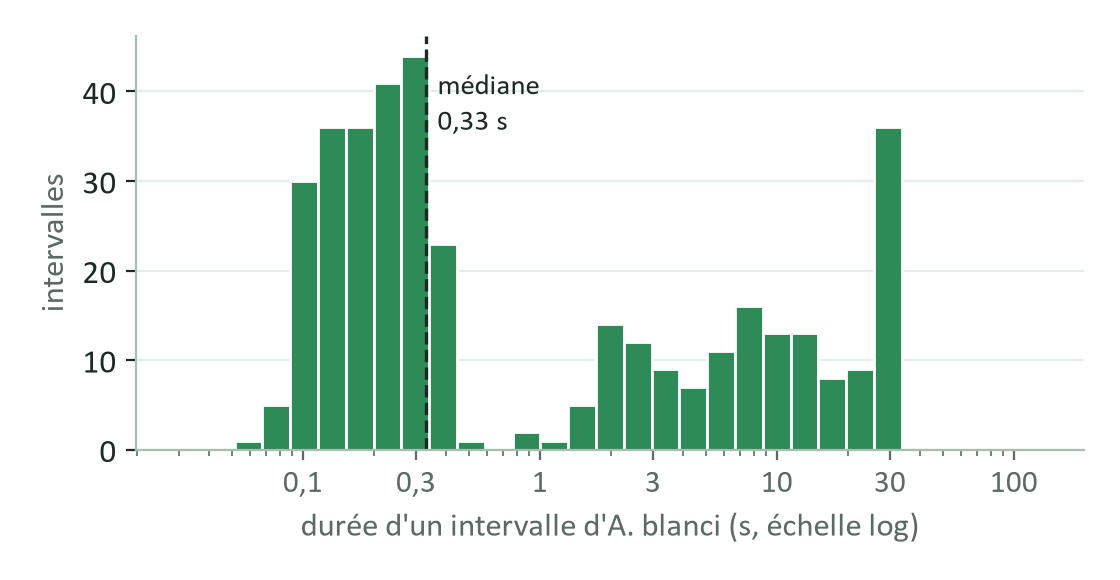 40
30
20
10
0
intervalles
médiane
0,33 s
0,1 0,3 1 3 10 30 100
durée d'un intervalle d'A. blanci (s, échelle log)